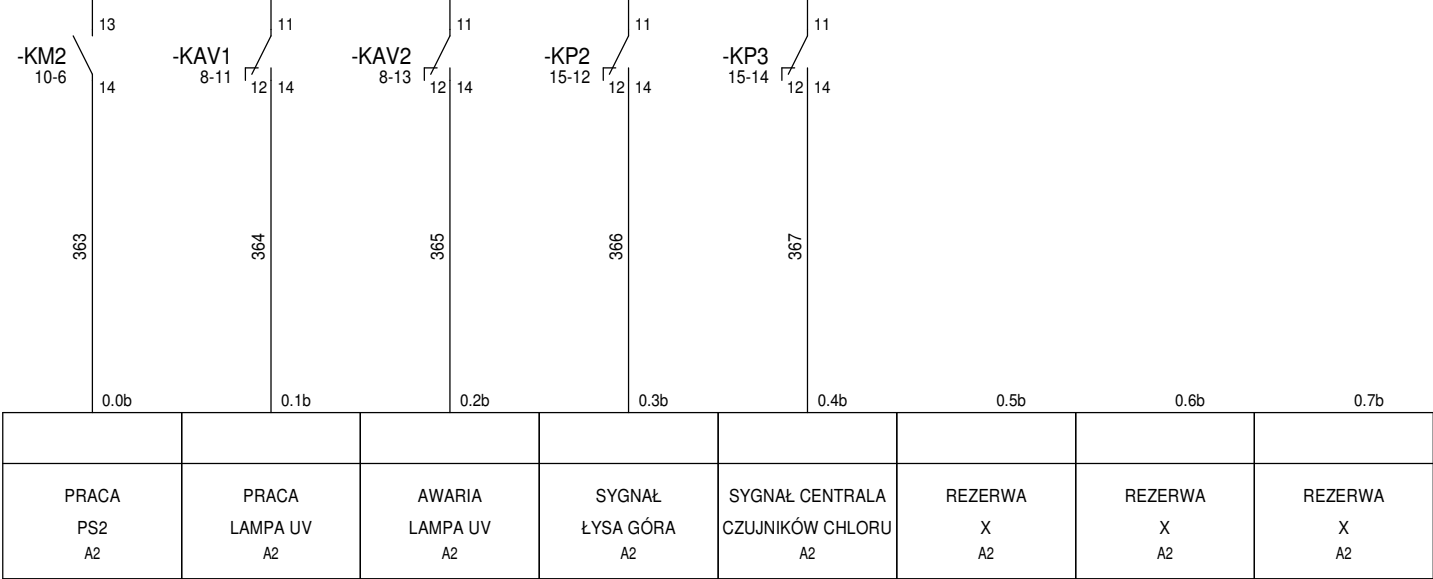 13 11 11 11 11
-KM2 -KAV1 -KAV2 -KP2 -KP3
10-6 8-11 8-13 15-12 15-14
14 12 14 12 14 12 14 12 14
363 364 365 366 367
0.0b 0.1b 0.2b 0.3b 0.4b 0.5b 0.6b 0.7b
PRACA PRACA AWARIA SYGNAŁ SYGNAŁ CENTRALA REZERWA REZERWA REZERWA
PS2 LAMPA UV LAMPA UV ŁYSA GÓRA CZUJNIKÓW CHLORU X X X
A2 A2 A2 A2 A2 A2 A2 A2